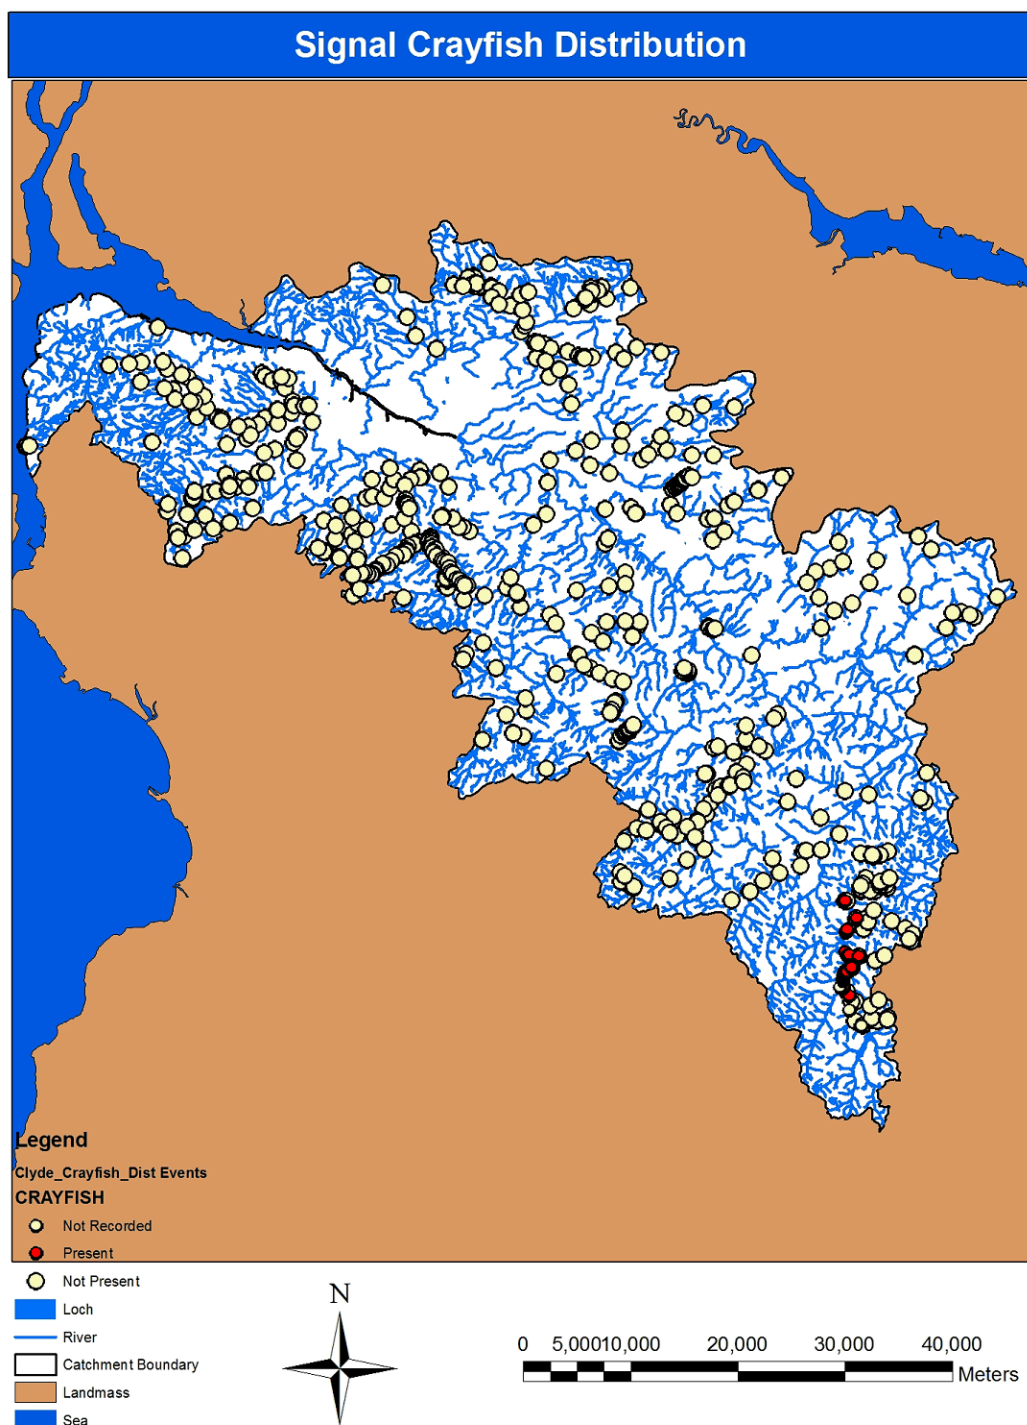 Signal Crayfish Distribution
Legend
Clyde_Crayfish_Dist Events
CRAYFISH
Not Recorded
Present
Not Present
Loch
River
Catchment Boundary
Landmass
Sea
N
0 5,000 10,000 20,000 30,000 40,000
Meters